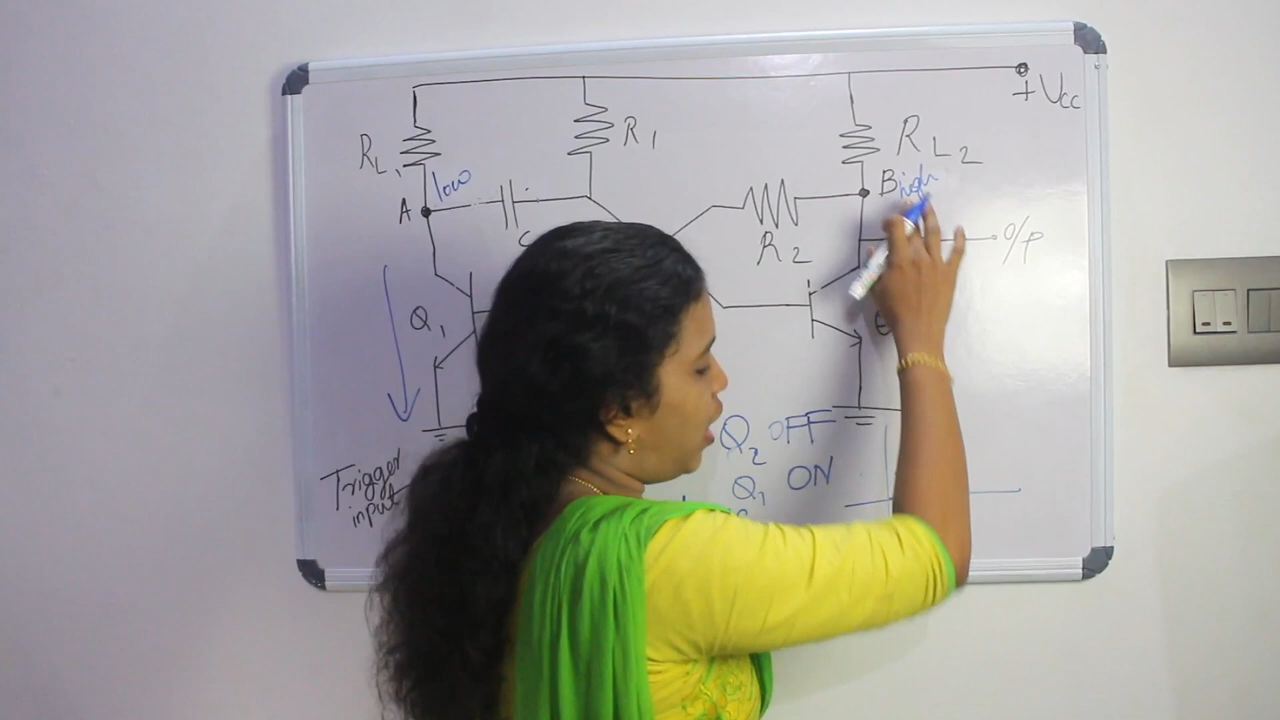 +Vcc
RL1
R1
RL2
low
A
B high
C
R2
O/P
Q1
Q2 OFF
Q1 ON
Trigger
input